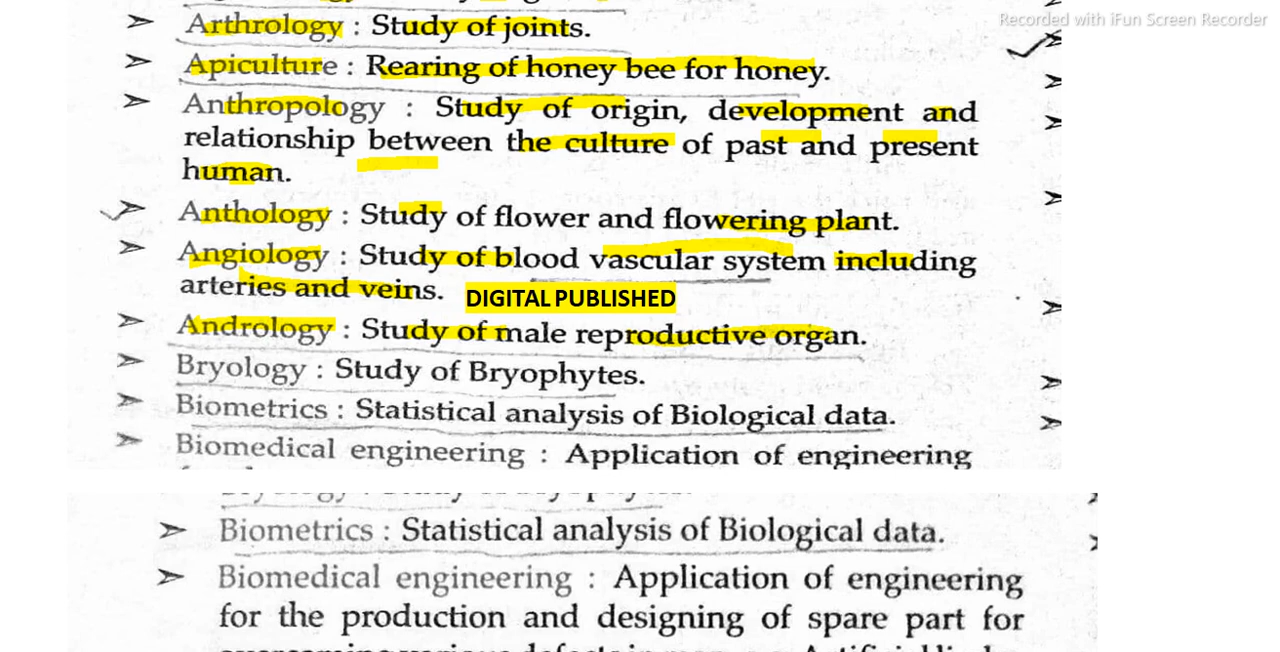 Recorded with iFun Screen Recorder
➢ Arthrology : Study of joints.
➢ Apiculture : Rearing of honey bee for honey.
➢ Anthropology : Study of origin, development and
relationship between the culture of past and present
human.
➢ Anthology : Study of flower and flowering plant.
➢ Angiology : Study of blood vascular system including
arteries and veins.
DIGITAL PUBLISHED
➢ Andrology : Study of male reproductive organ.
➢ Bryology : Study of Bryophytes.
➢ Biometrics : Statistical analysis of Biological data.
➢ Biomedical engineering : Application of engineering
➢ Biometrics : Statistical analysis of Biological data.
➢ Biomedical engineering : Application of engineering
for the production and designing of spare part for